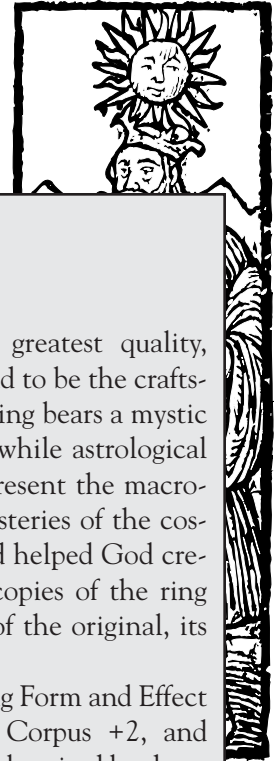 greatest quality,
d to be the crafts-
ing bears a mystic
while astrological
resent the macro-
steries of the cos-
d helped God cre-
copies of the ring
of the original, its
g Form and Effect
Corpus +2, and